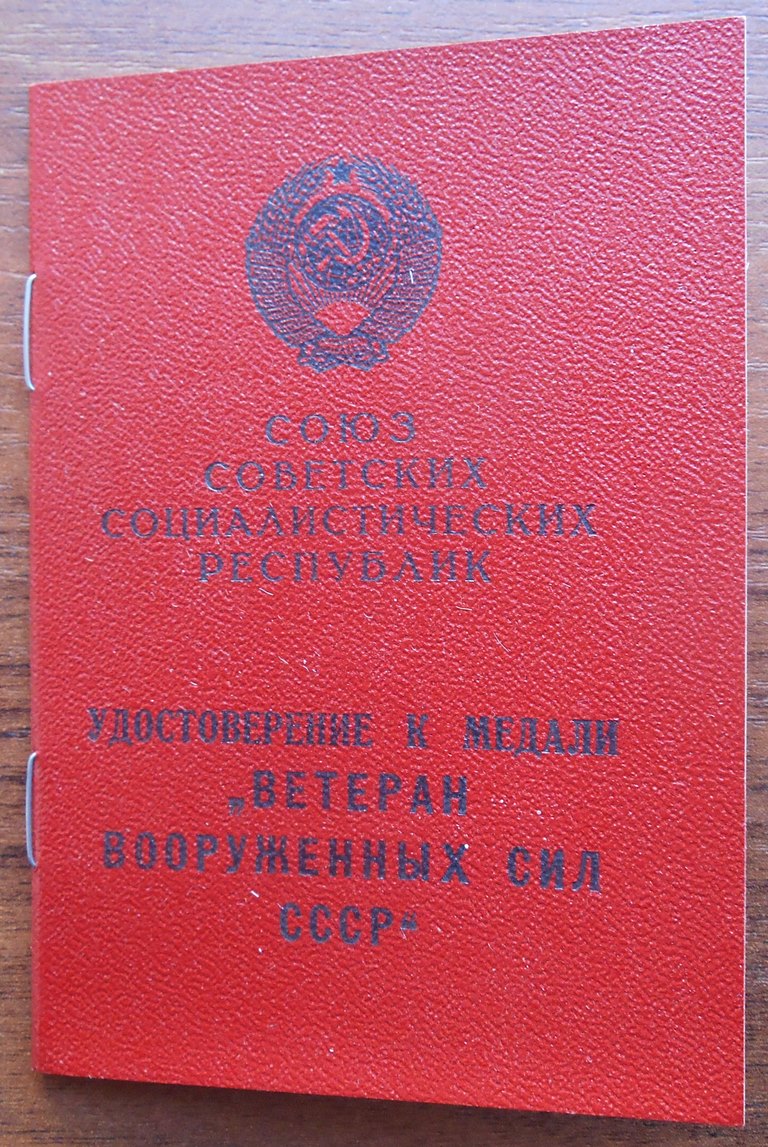 СОЮЗ
СОВЕТСКИХ
СОЦИАЛИСТИЧЕСКИХ
РЕСПУБЛИК
УДОСТОВЕРЕНИЕ К МЕДАЛИ
„ВЕТЕРАН
ВООРУЖЕННЫХ СИЛ
СССР“